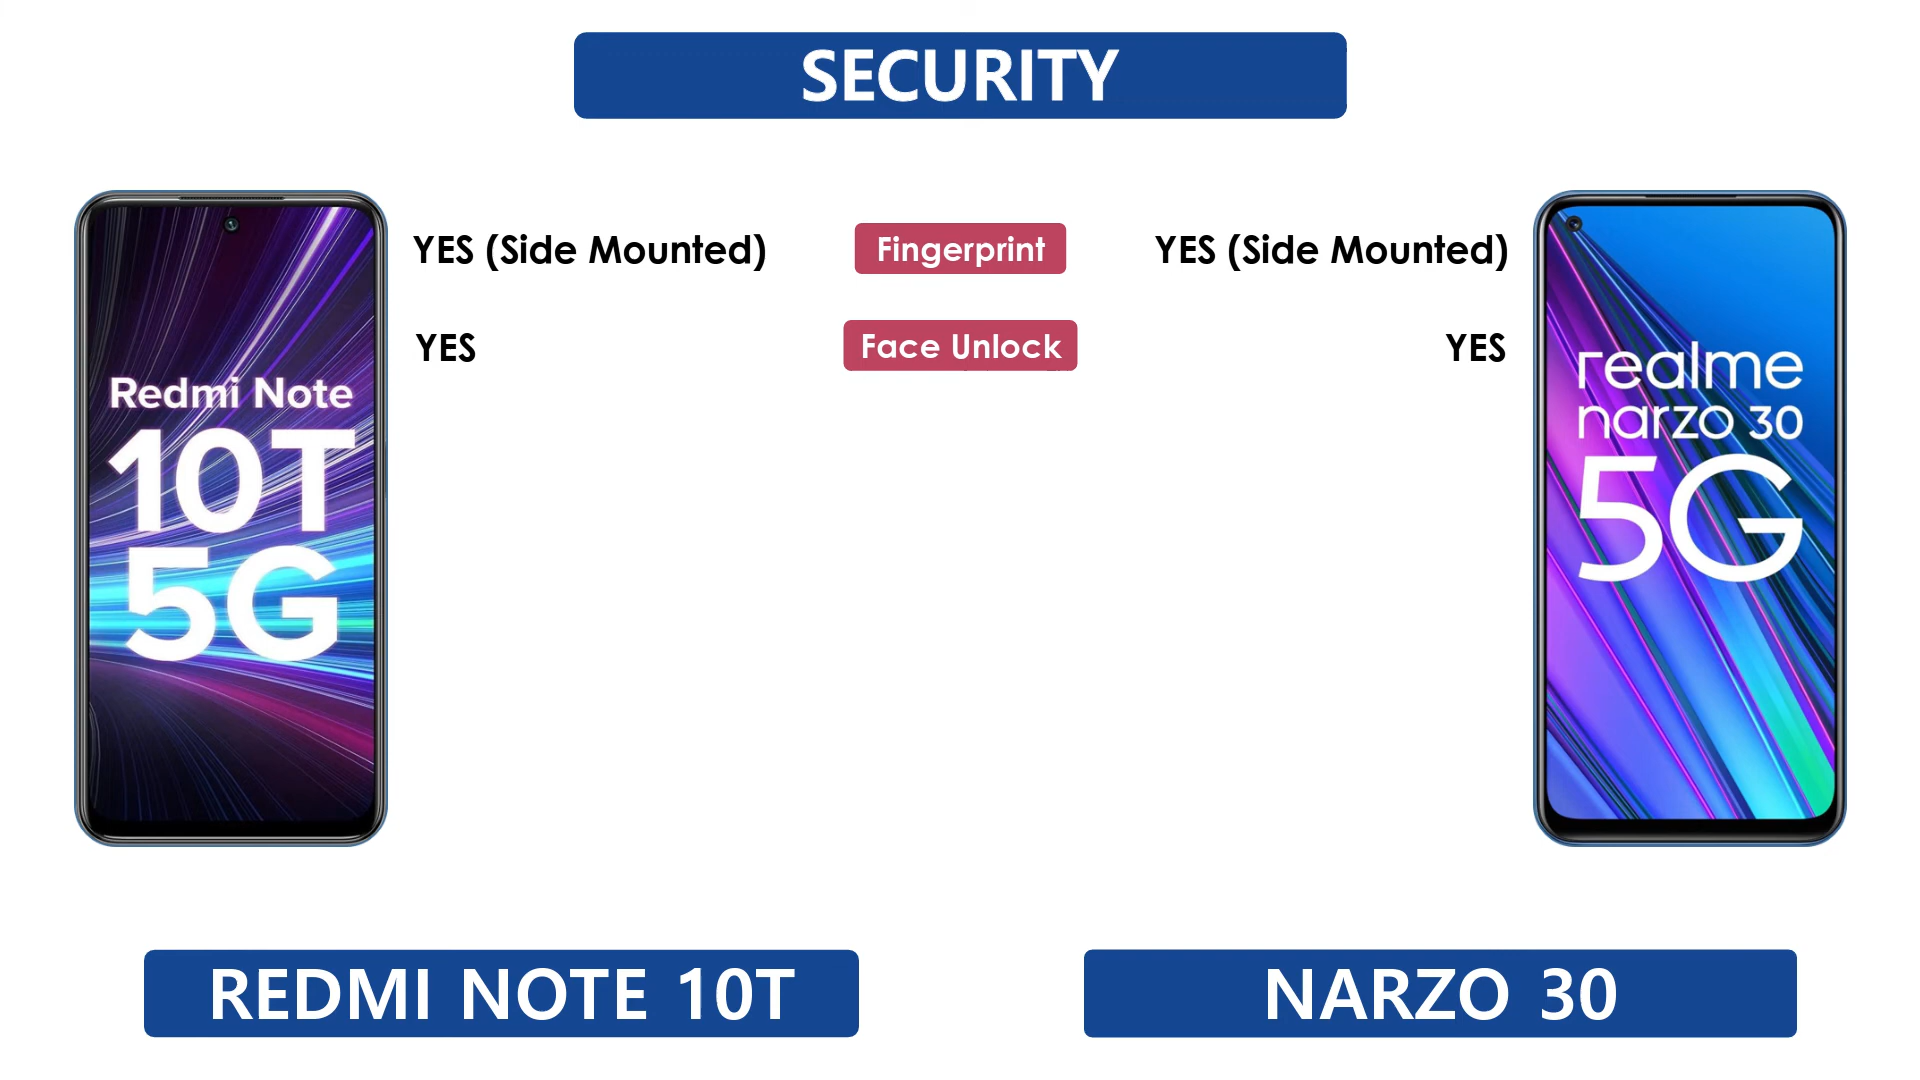 SECURITY
YES (Side Mounted) Fingerprint YES (Side Mounted)
YES Face Unlock YES
Redmi Note
10T
5G
realme
narzo 30
5G
REDMI NOTE 10T
NARZO 30